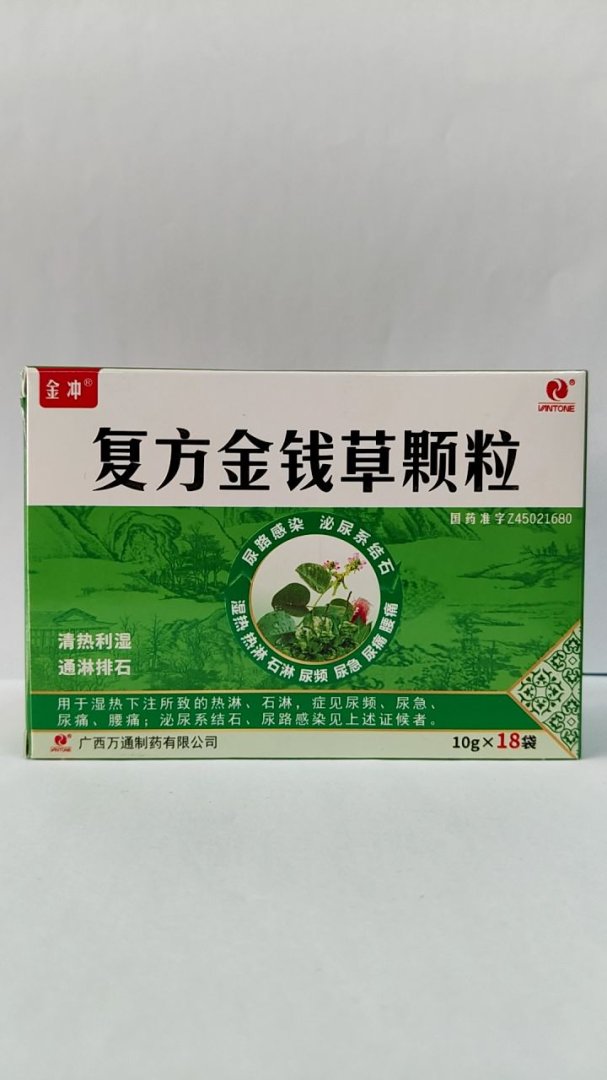 金冲®
VANTONE®
复方金钱草颗粒
国药准字Z45021680
尿路感染 泌尿系结石
湿热 热淋 石淋 尿频 尿急 尿痛 腰痛
清热利湿
通淋排石
用于湿热下注所致的热淋、石淋，症见尿频、尿急、
尿痛、腰痛；泌尿系结石、尿路感染见上述证候者。
VANTONE 广西万通制药有限公司
10g×18袋